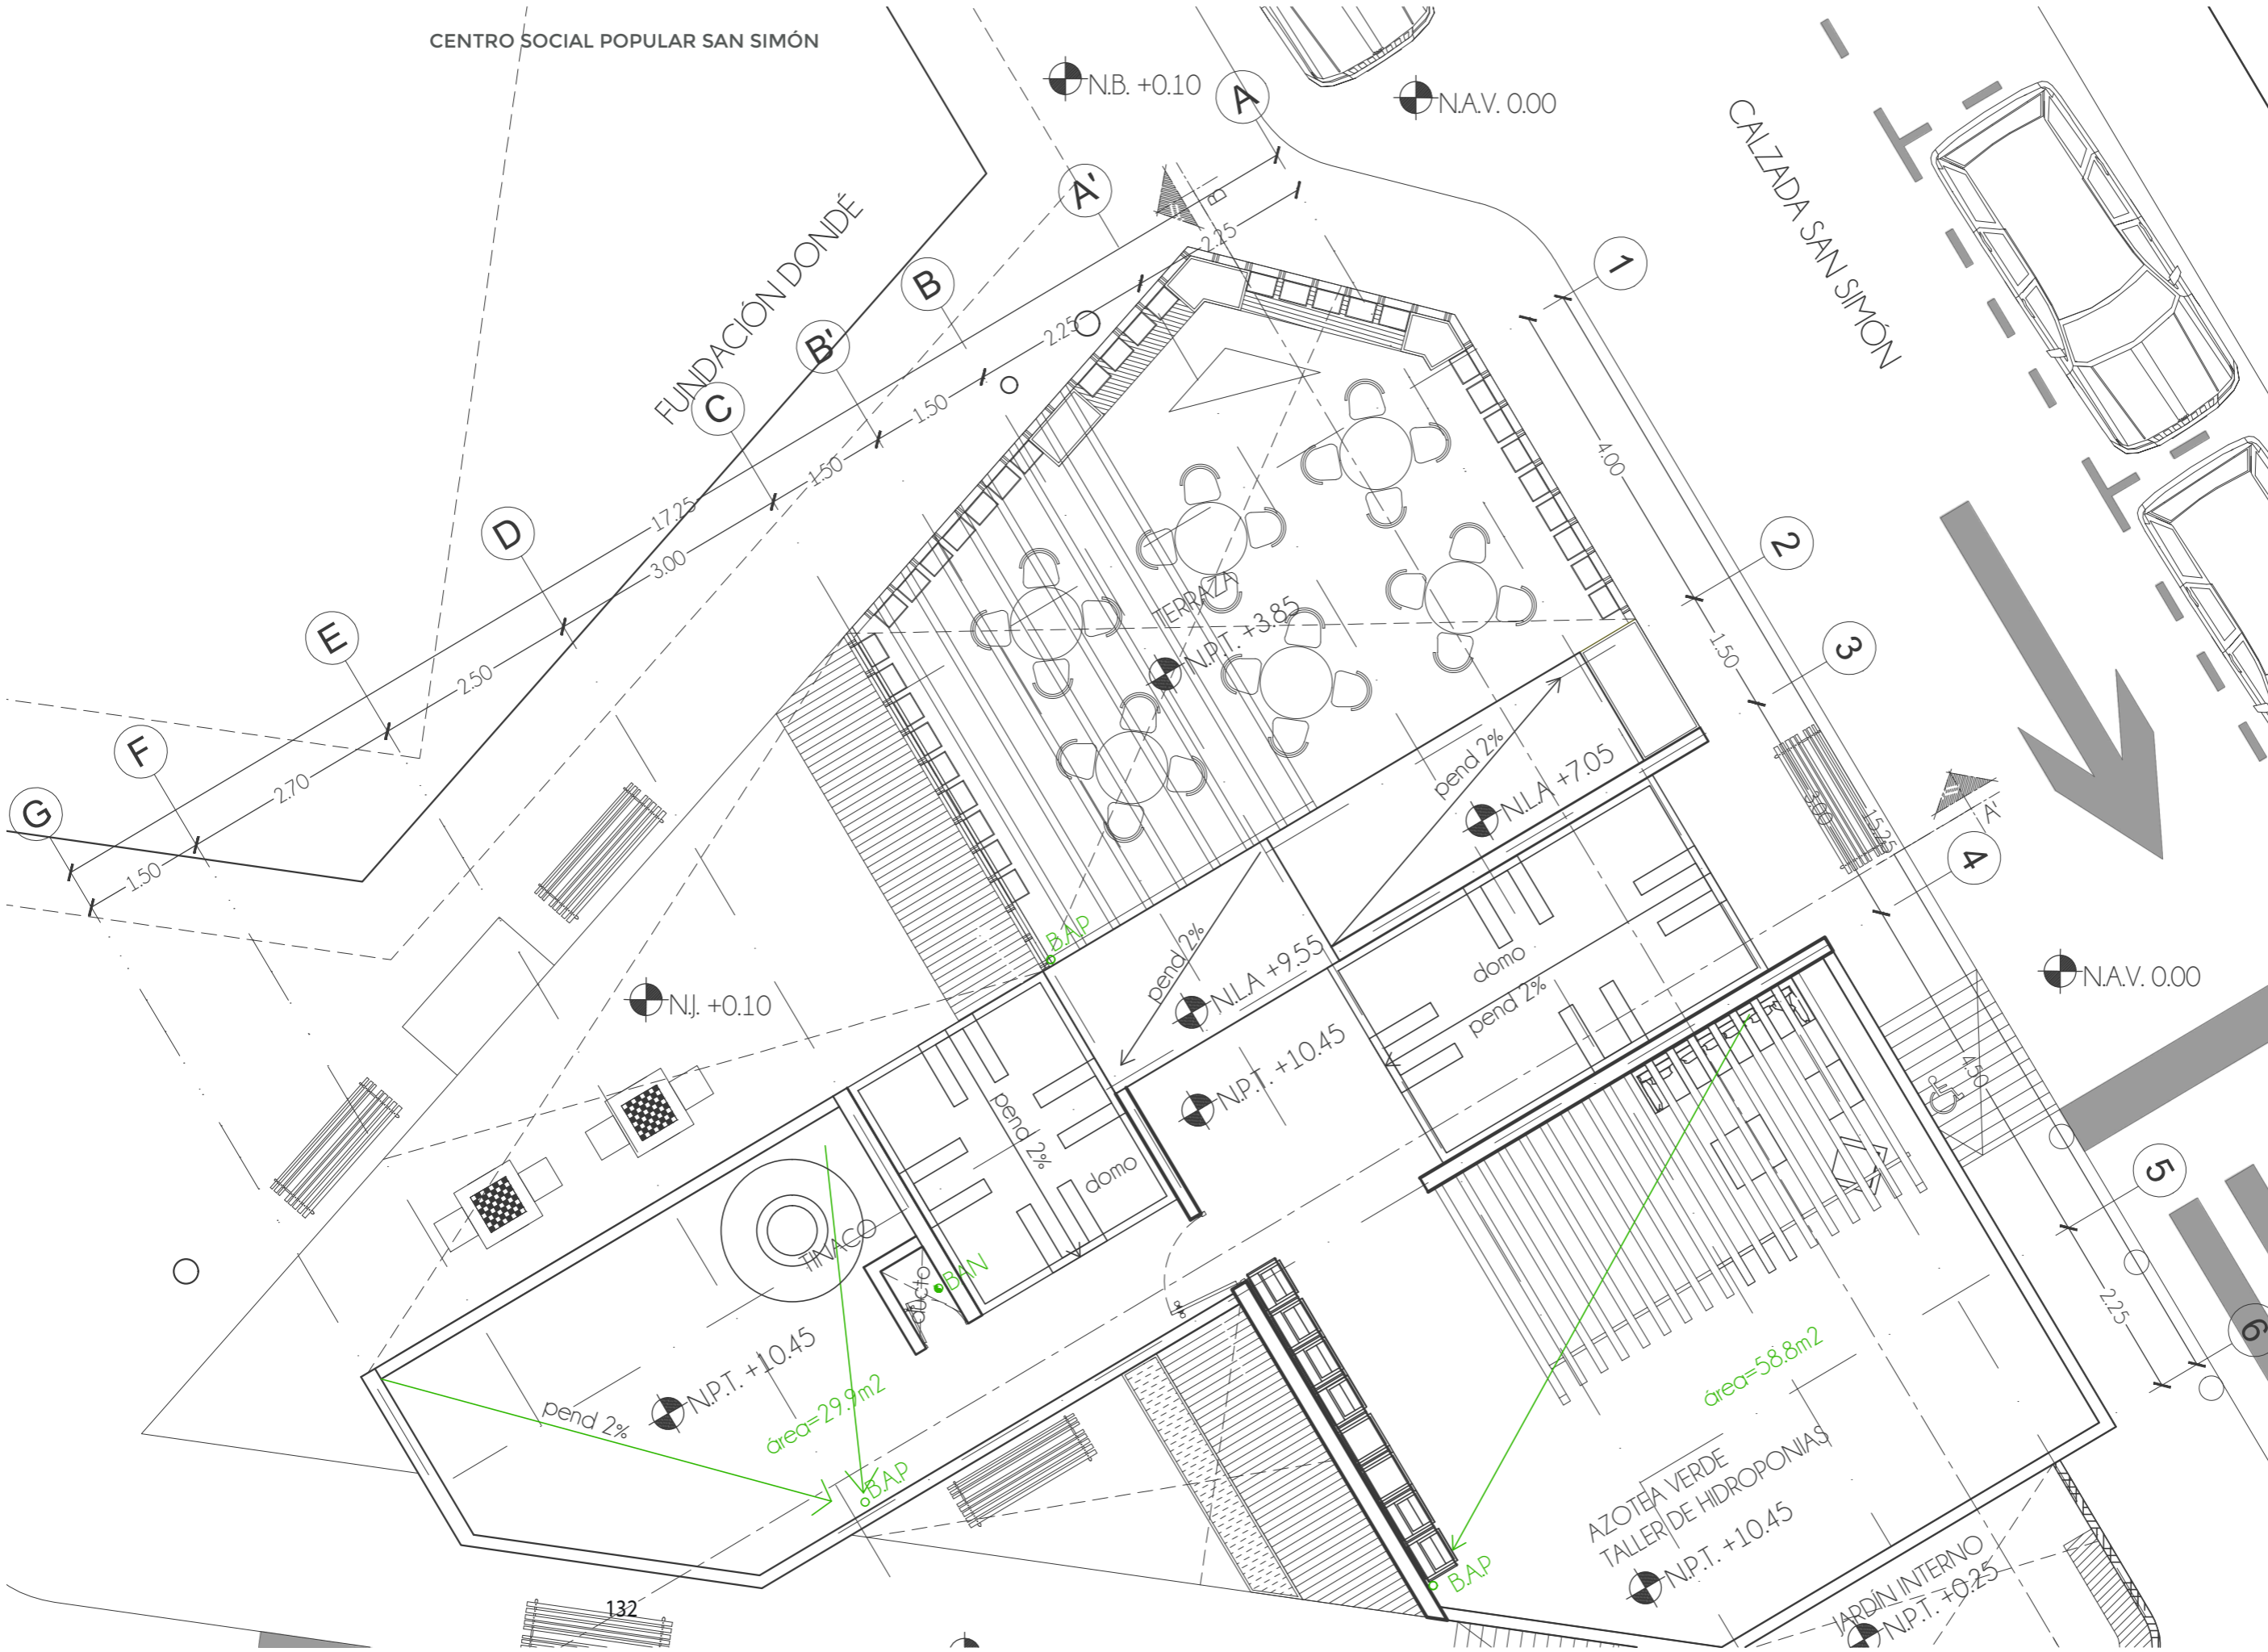 CENTRO SOCIAL POPULAR SAN SIMÓN
N.B. +0.10
A
N.A.V. 0.00
CALZADA SAN SIMÓN
A'
B
2.25
FUNDACIÓN DONDÉ
B
B'
C
2.25
1.50
1.50
1
17.25
3.00
D
4.00
2
E
2.50
TERRAZA
N.P.T. +3.85
1.50
3
F
2.70
G
1.50
pend 2%
N.L.A +7.05
3.00
15.25
A'
4
B.A.P
pend 2%
N.L.A +9.55
domo
pend 2%
N.A.V. 0.00
N.J. +0.10
N.P.T. +10.45
4.50
pend 2%
domo
5
TINACO
ducto
BAN
2.25
6
N.P.T. +10.45
pend 2%
área=29.9m2
B.A.P
área=58.8m2
AZOTEA VERDE
TALLER DE HIDROPONIAS
N.P.T. +10.45
B.A.P
JARDÍN INTERNO
N.P.T. +0.25
132